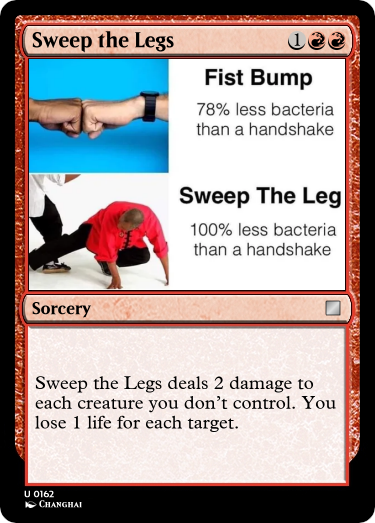 Sweep the Legs 1
Fist Bump
78% less bacteria
than a handshake
Sweep The Leg
100% less bacteria
than a handshake
Sorcery
Sweep the Legs deals 2 damage to
each creature you don't control. You
lose 1 life for each target.
U 0162
CHANGHAI